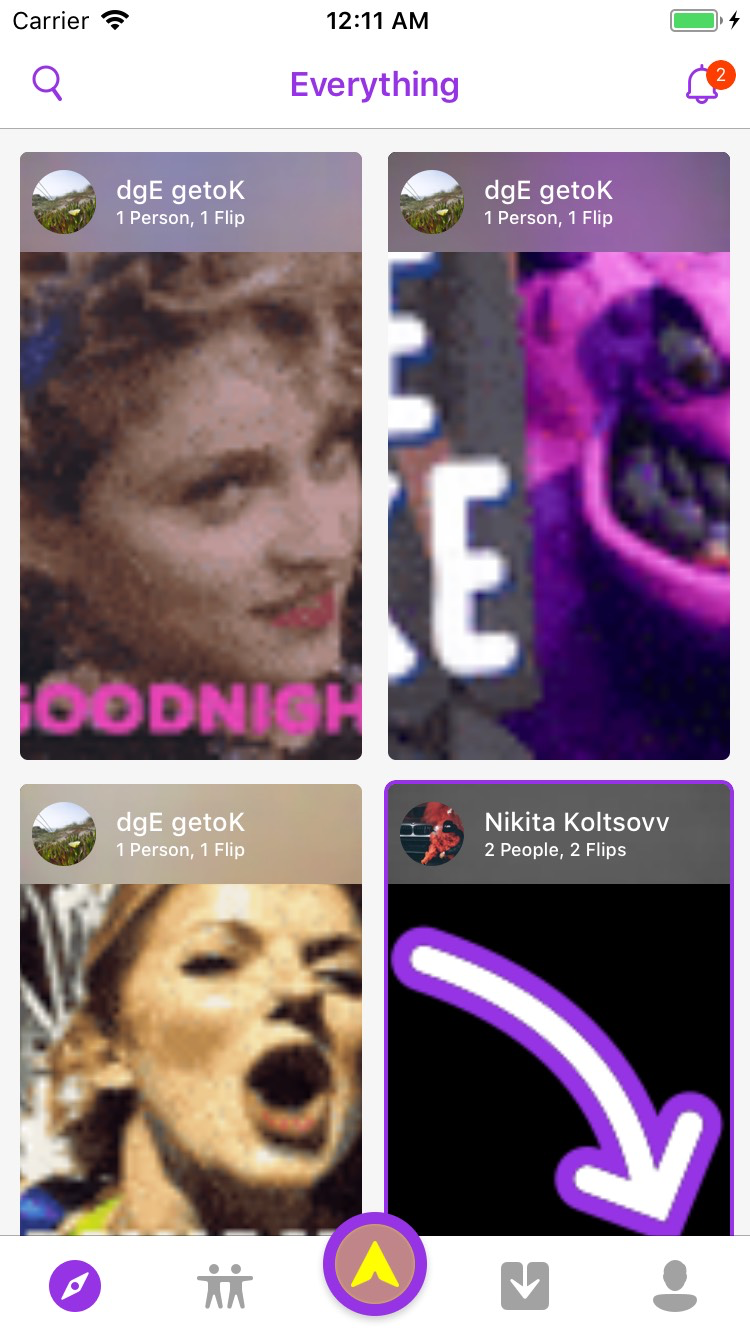 Carrier
12:11 AM
Everything
2
dgE getoK
1 Person, 1 Flip
dgE getoK
1 Person, 1 Flip
GOODNIGH
E
E
dgE getoK
1 Person, 1 Flip
Nikita Koltsovv
2 People, 2 Flips